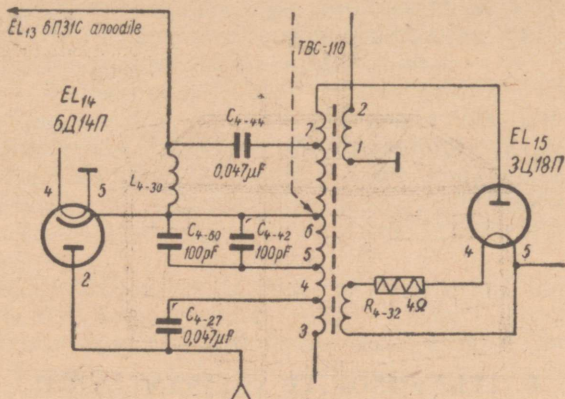 EL13 6П31С anoodile
ТВС-110
EL14
6Д14П
C4-44
0,047µF
7
2
1
EL15
3Ц18П
4
5
L4-30
6
C4-60
100pF
C4-42
100pF
5
4
5
2
4
R4-32
4Ω
C4-27
0,047µF
3